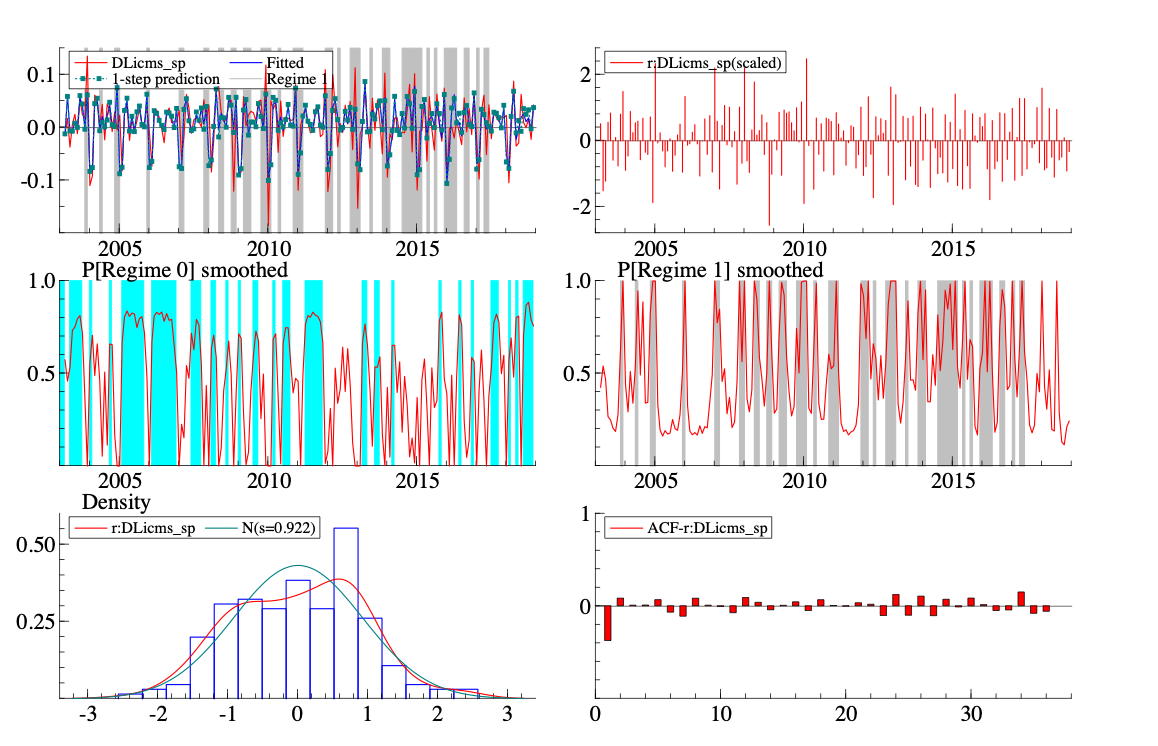 DLicms_sp Fitted
1-step prediction Regime 1
0.1
0.0
-0.1
2005 2010 2015
r:DLicms_sp(scaled)
2
0
-2
2005 2010 2015
P[Regime 0] smoothed
1.0
0.5
2005 2010 2015
P[Regime 1] smoothed
1.0
0.5
2005 2010 2015
Density
r:DLicms_sp N(s=0.922)
0.50
0.25
-3 -2 -1 0 1 2 3
ACF-r:DLicms_sp
1
0
0 10 20 30